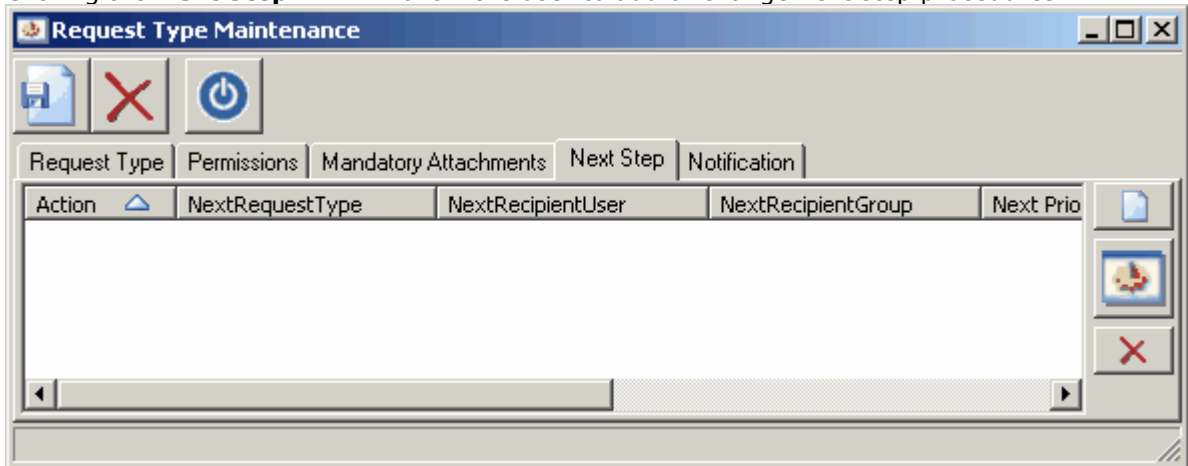 Request Type Maintenance
Request Type Permissions Mandatory Attachments Next Step Notification
Action NextRequestType NextRecipientUser NextRecipientGroup Next Prio